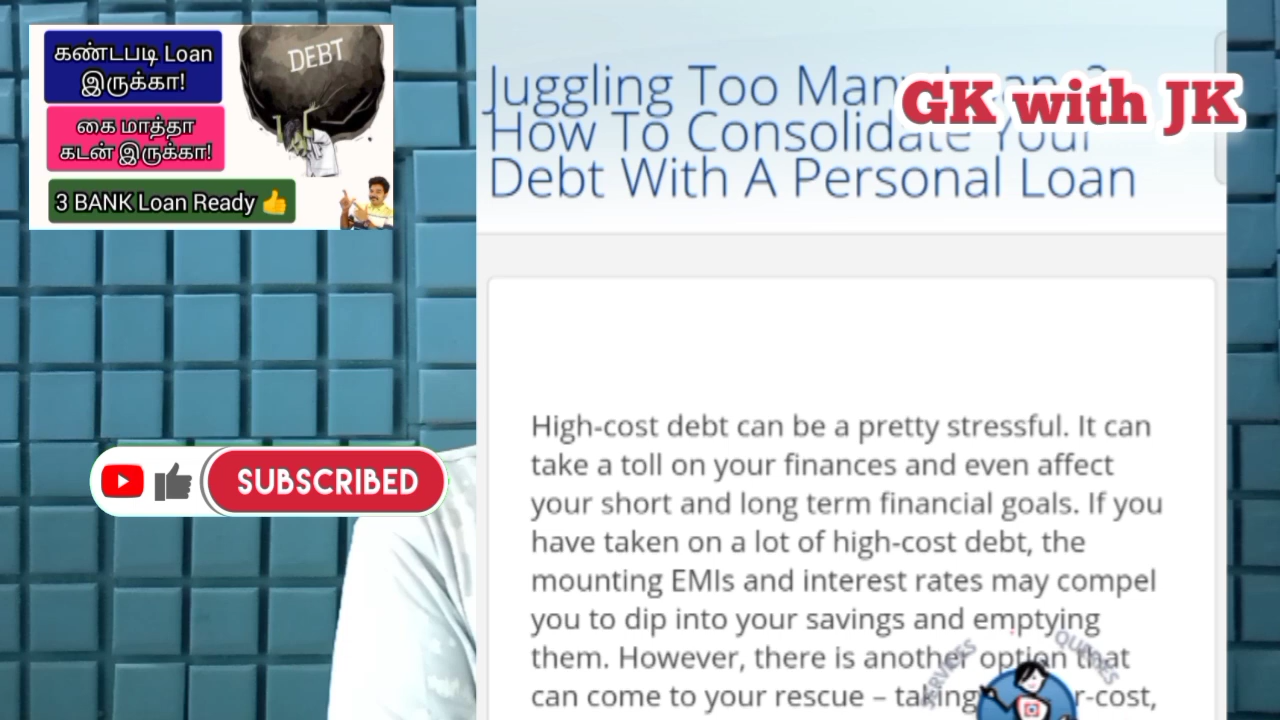 கண்டபடி Loan
இருக்கா!
கை மாத்தா
கடன் இருக்கா!
3 BANK Loan Ready
DEBT
GK with JK
Juggling Too Many
How To Consolidate Your
Debt With A Personal Loan
SUBSCRIBED
High-cost debt can be a pretty stressful. It can
take a toll on your finances and even affect
your short and long term financial goals. If you
have taken on a lot of high-cost debt, the
mounting EMIs and interest rates may compel
you to dip into your savings and emptying
them. However, there is another option that
can come to your rescue – taking
SERVICES